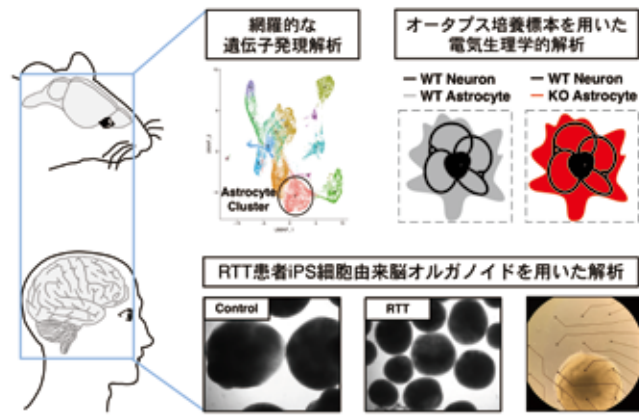 網羅的な
遺伝子発現解析
オータプス培養標本を用いた
電気生理学的解析
WT Neuron
WT Astrocyte
WT Neuron
KO Astrocyte
Astrocyte
Cluster
RTT患者iPS細胞由来脳オルガノイドを用いた解析
Control
RTT